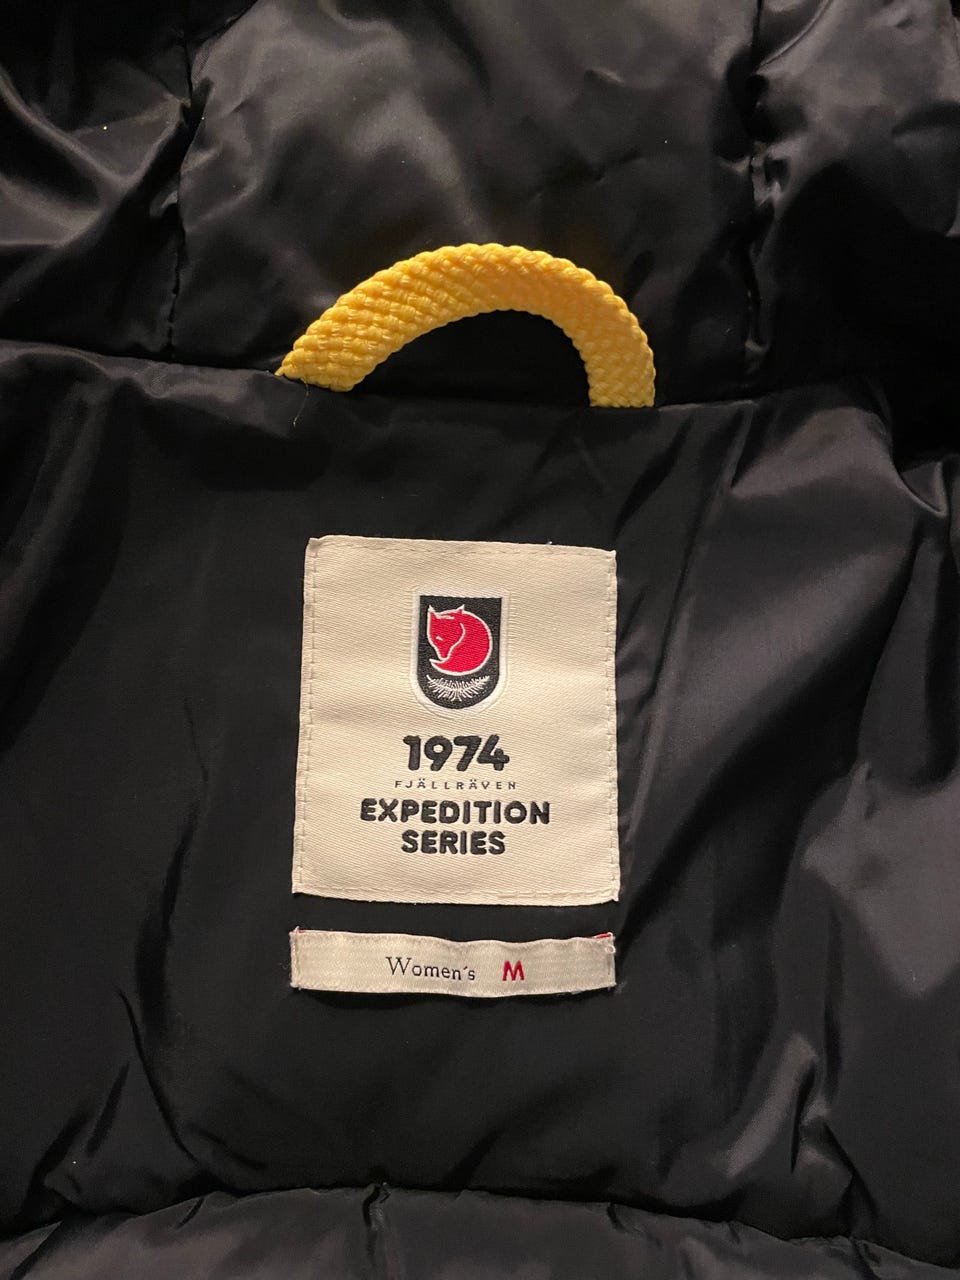 1974
FJÄLLRÄVEN
EXPEDITION
SERIES
Women´s M